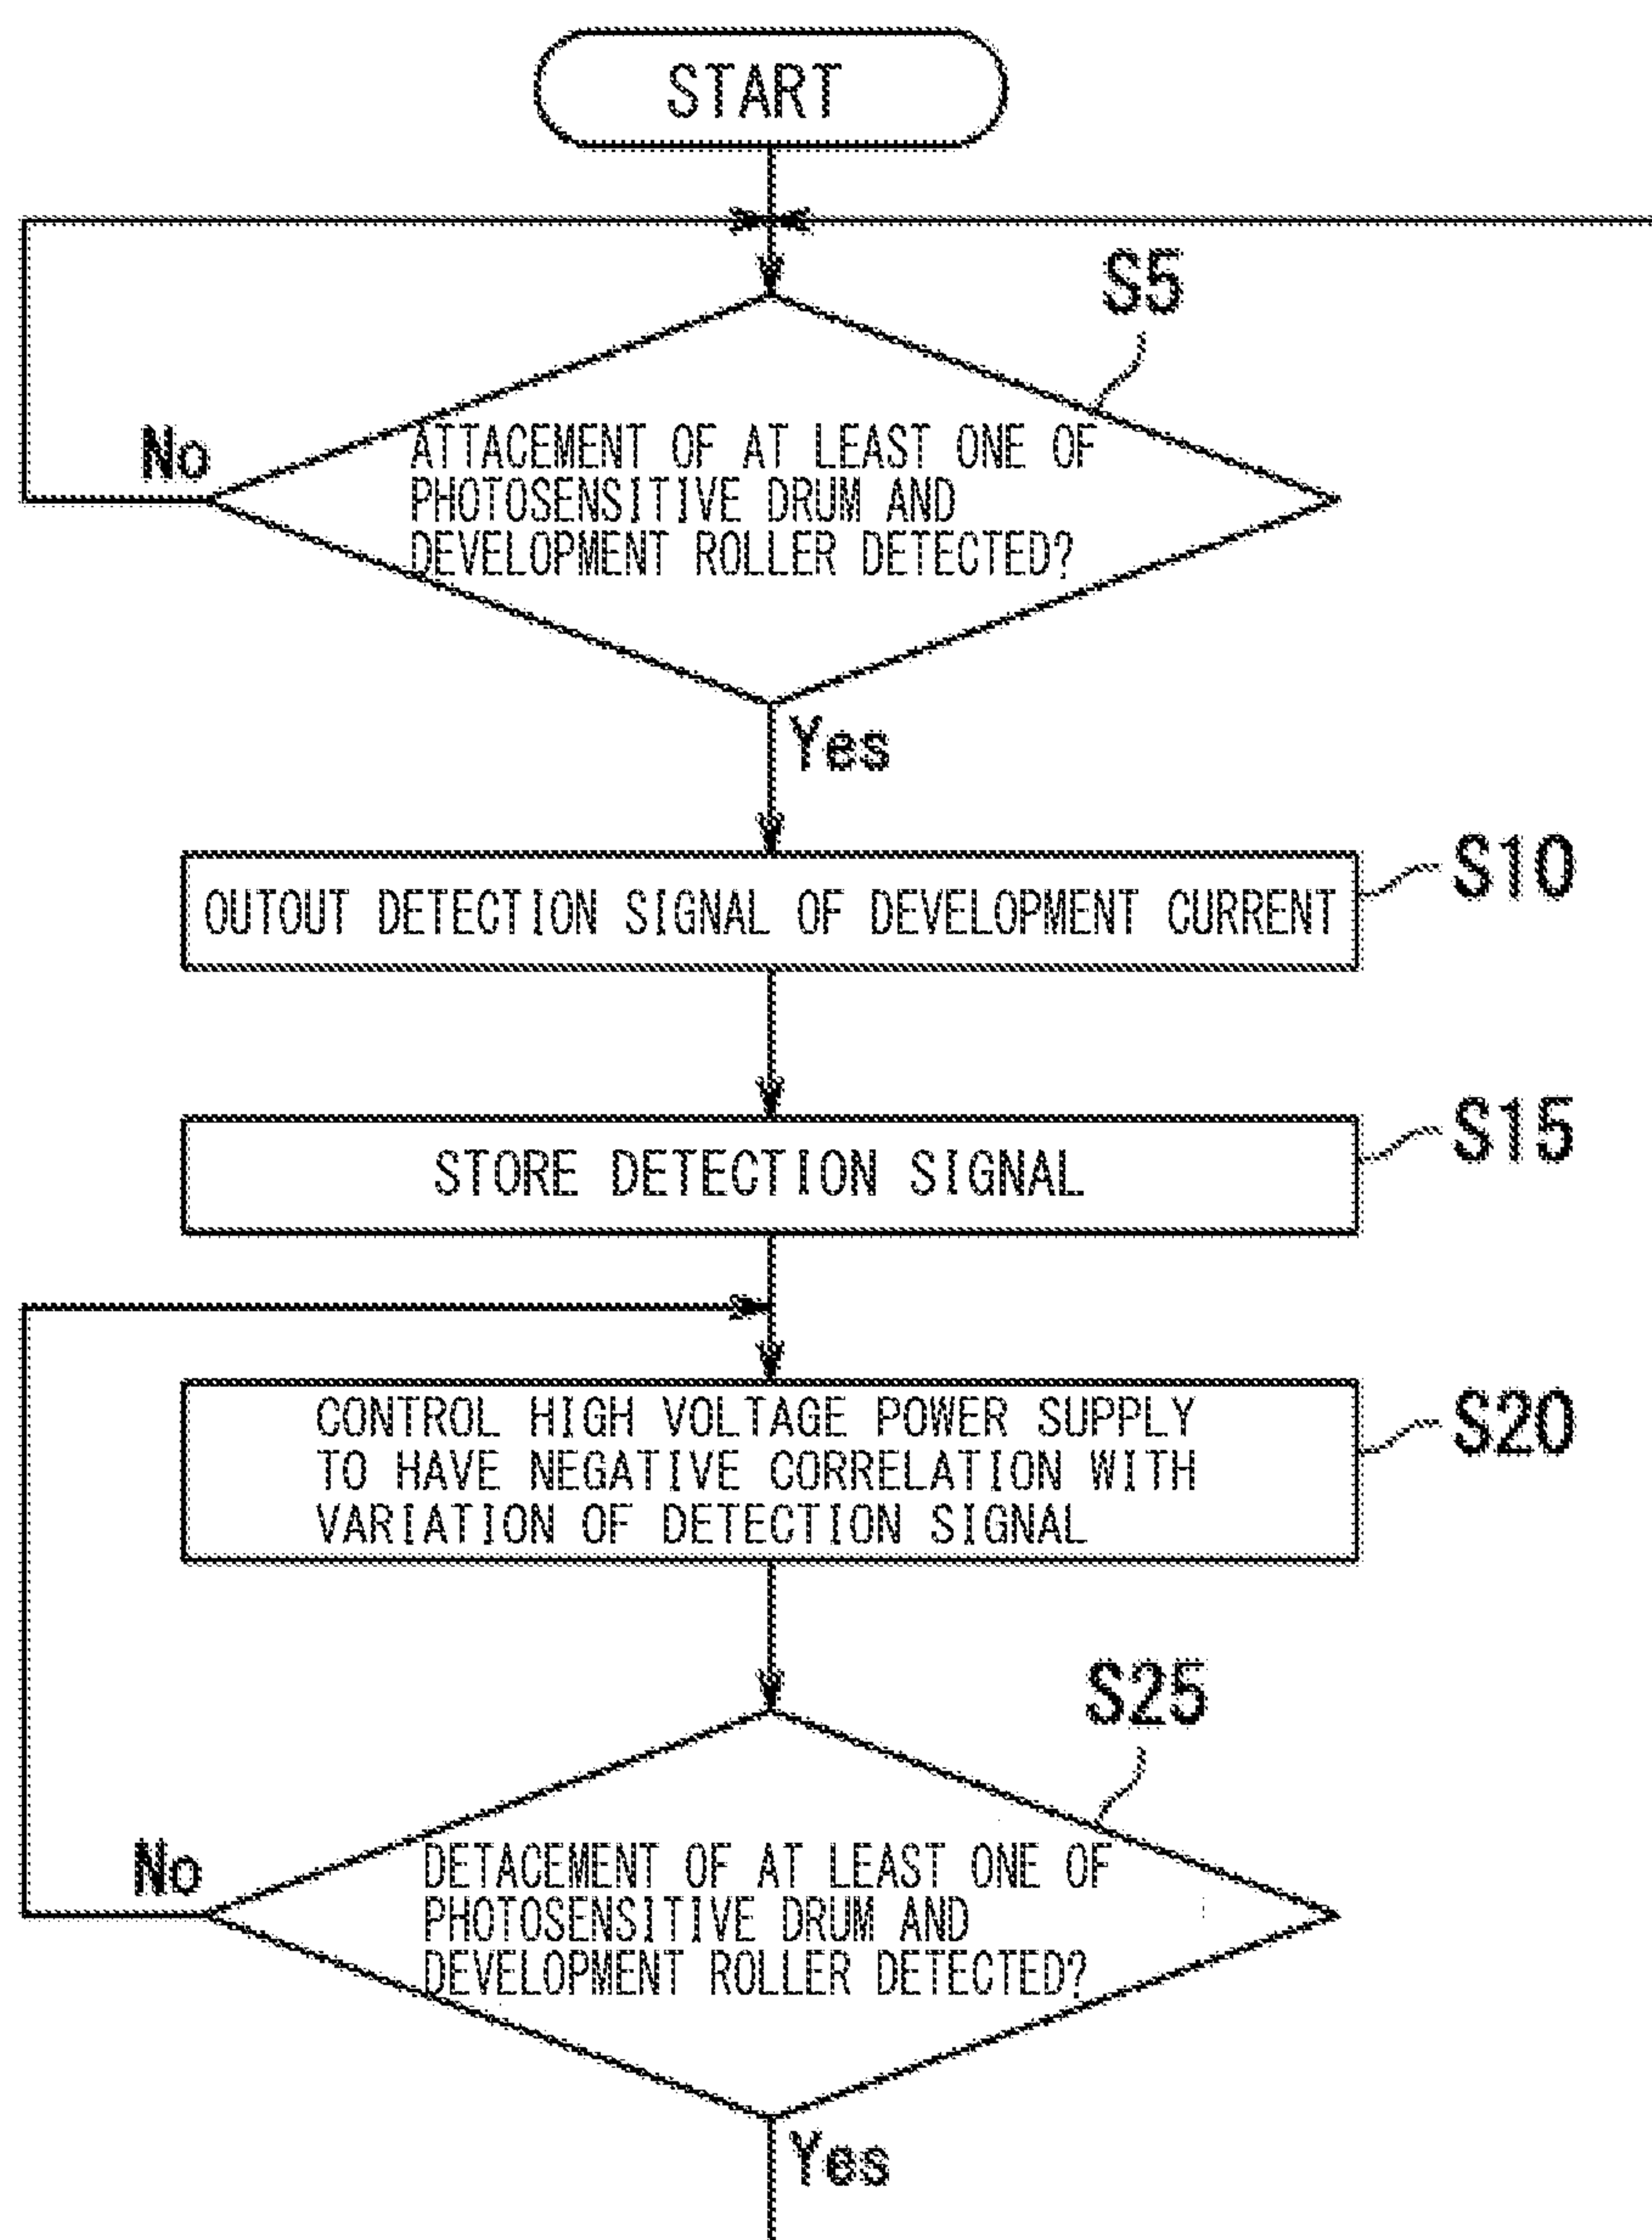 START
S5
No
ATTACEMENT OF AT LEAST ONE OF
PHOTOSENSITIVE DRUM AND
DEVELOPMENT ROLLER DETECTED?
Yes
OUTOUT DETECTION SIGNAL OF DEVELOPMENT CURRENT
S10
STORE DETECTION SIGNAL
S15
CONTROL HIGH VOLTAGE POWER SUPPLY
TO HAVE NEGATIVE CORRELATION WITH
VARIATION OF DETECTION SIGNAL
S20
S25
No
DETACEMENT OF AT LEAST ONE OF
PHOTOSENSITIVE DRUM AND
DEVELOPMENT ROLLER DETECTED?
Yes